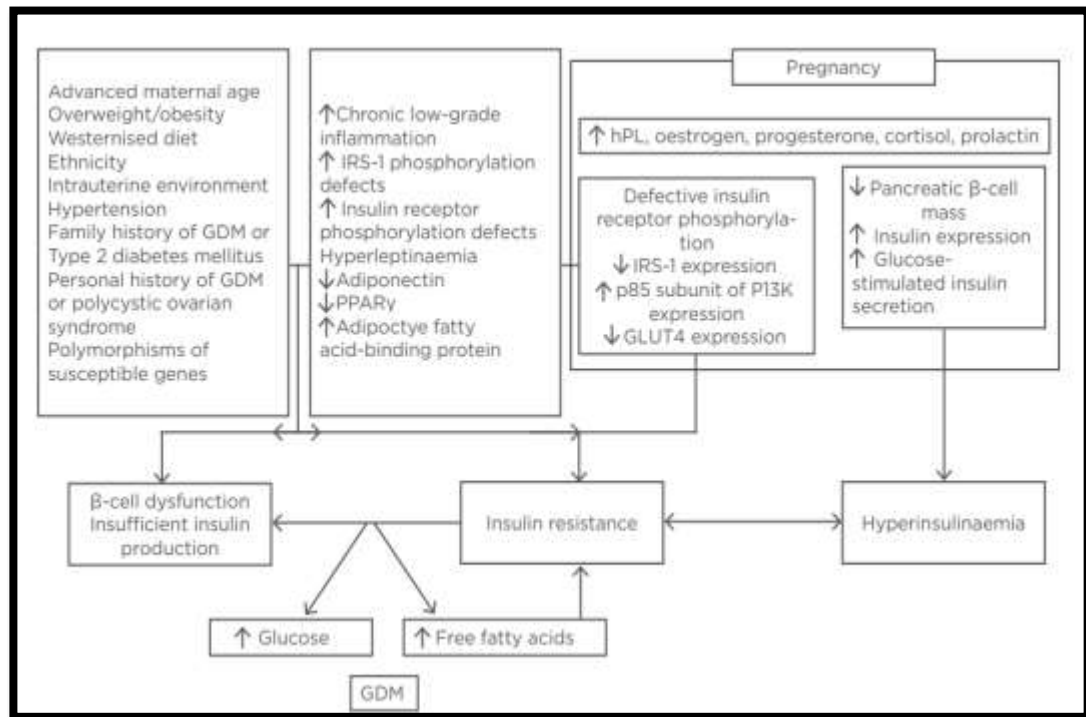 Advanced maternal age
Overweight/obesity
Westernised diet
Ethnicity
Intrauterine environment
Hypertension
Family history of GDM or
Type 2 diabetes mellitus
Personal history of GDM
or polycystic ovarian
syndrome
Polymorphisms of
susceptible genes
↑Chronic low-grade
inflammation
↑ IRS-1 phosphorylation
defects
↑ Insulin receptor
phosphorylation defects
Hyperleptinaemia
↓Adiponectin
↓PPARγ
↑Adipoctye fatty
acid-binding protein
Pregnancy
↑ hPL, oestrogen, progesterone, cortisol, prolactin
Defective insulin
receptor phosphoryla-
tion
↓ IRS-1 expression
↑ p85 subunit of P13K
expression
↓ GLUT4 expression
↓ Pancreatic β-cell
mass
↑ Insulin expression
↑ Glucose-
stimulated insulin
secretion
β-cell dysfunction
Insufficient insulin
production
Insulin resistance
Hyperinsulinaemia
↑ Glucose
↑ Free fatty acids
GDM